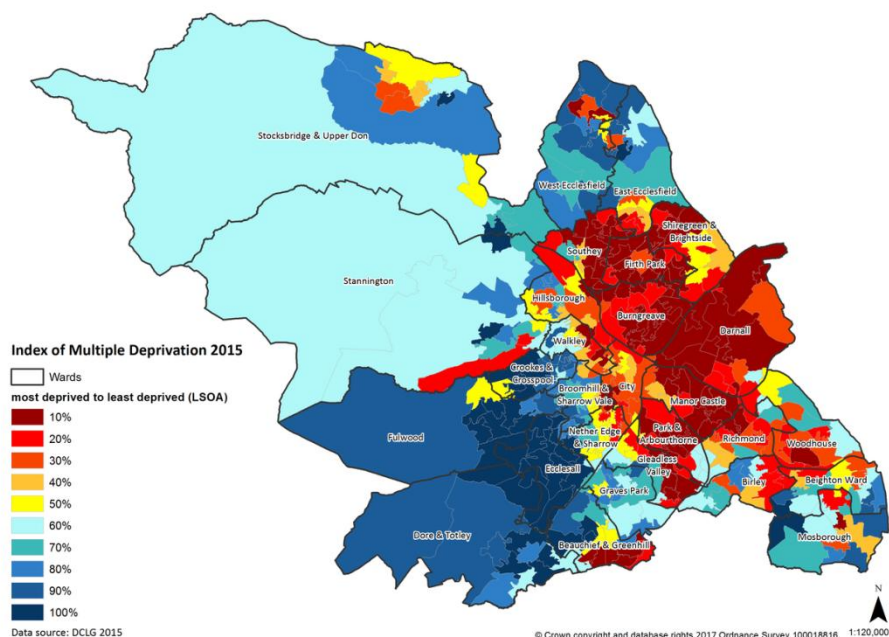 Stocksbridge & Upper Don
West Ecclesfield
East Ecclesfield
Shiregreen &
Brightside
Southey
Firth Park
Stannington
Hillsborough
Burngreave
Darnall
Index of Multiple Deprivation 2015
Wards
most deprived to least deprived (LSOA)
10%
20%
30%
40%
50%
60%
70%
80%
90%
100%
Data source: DCLG 2015
Walkley
Crookes &
Crosspool
Broomhill &
Sharrow Vale
City
Manor Castle
Fulwood
Nether Edge
& Sharrow
Park &
Arbourthorne
Richmond
Woodhouse
Ecclesall
Gleadless
Valley
Graves Park
Birley
Beighton Ward
Dore & Totley
Beauchief & Greenhill
Mosborough
N
© Crown copyright and database rights 2017 Ordnance Survey 100018816
1:120,000